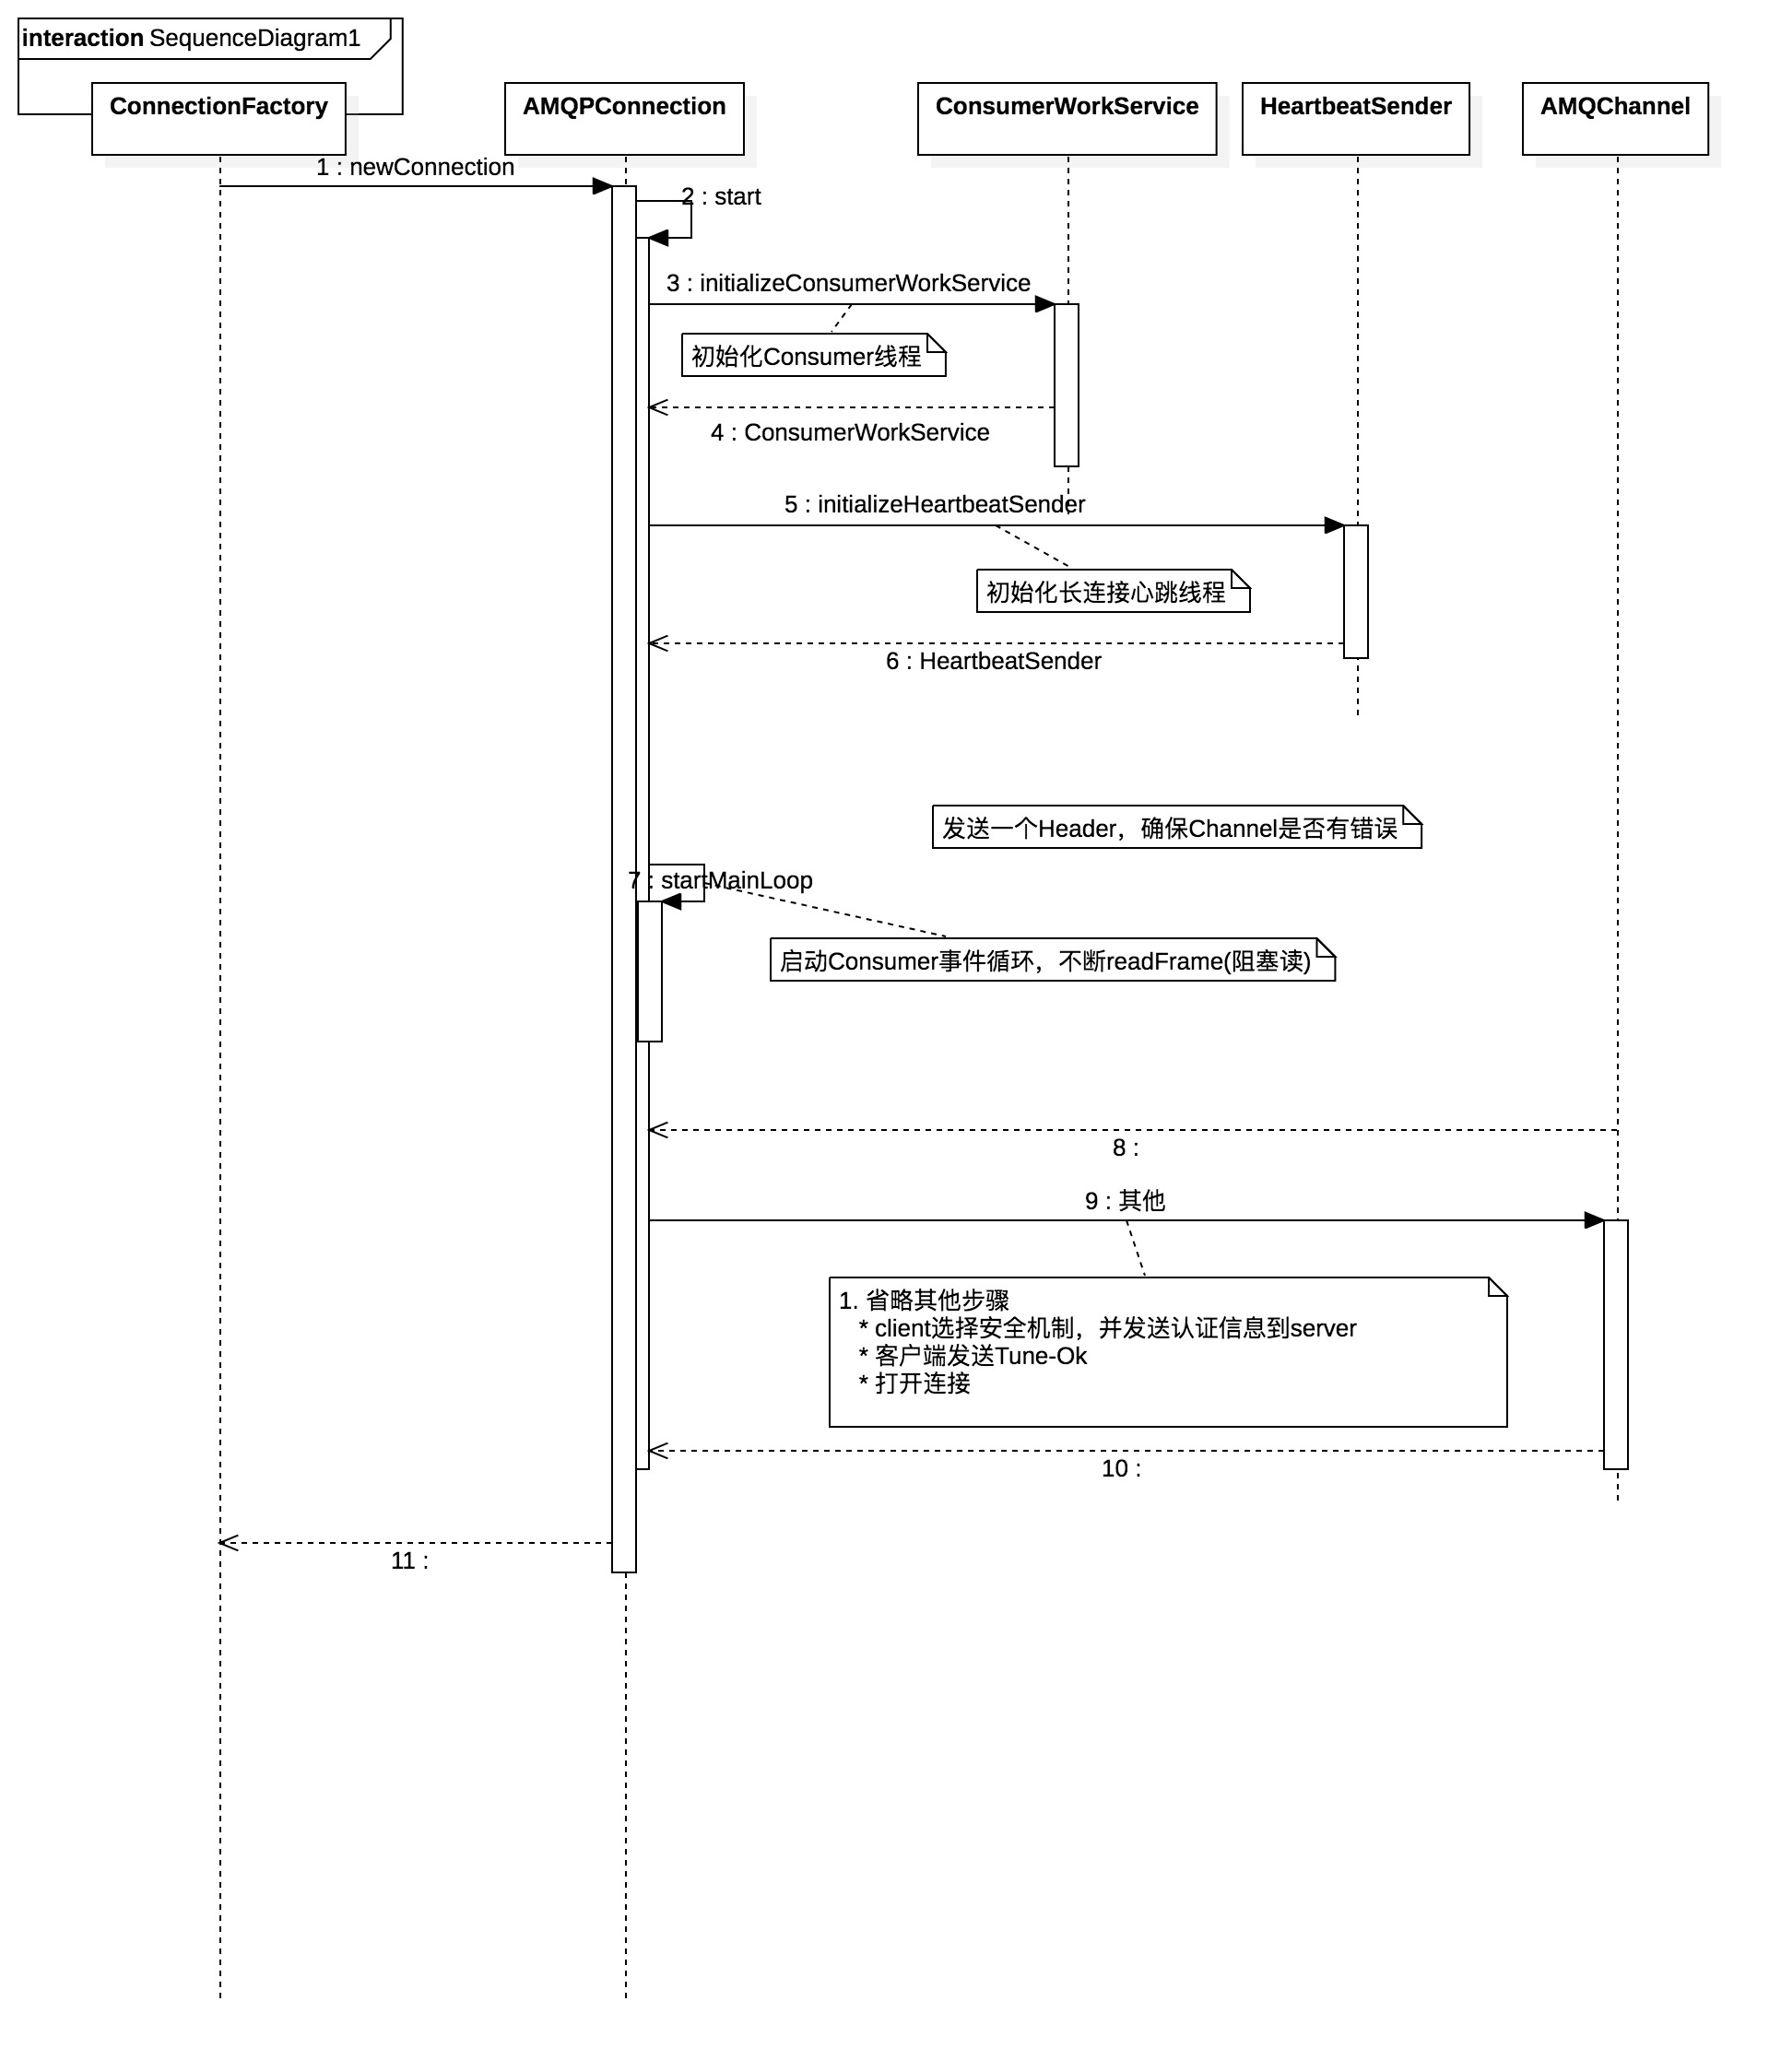 interaction SequenceDiagram1
ConnectionFactory
AMQPConnection
ConsumerWorkService
HeartbeatSender
AMQChannel
1 : newConnection
2 : start
3 : initializeConsumerWorkService
初始化Consumer线程
4 : ConsumerWorkService
5 : initializeHeartbeatSender
初始化长连接心跳线程
6 : HeartbeatSender
发送一个Header，确保Channel是否有错误
7 : startMainLoop
启动Consumer事件循环，不断readFrame(阻塞读)
8 :
9 : 其他
1. 省略其他步骤
* client选择安全机制，并发送认证信息到server
* 客户端发送Tune-Ok
* 打开连接
10 :
11 :